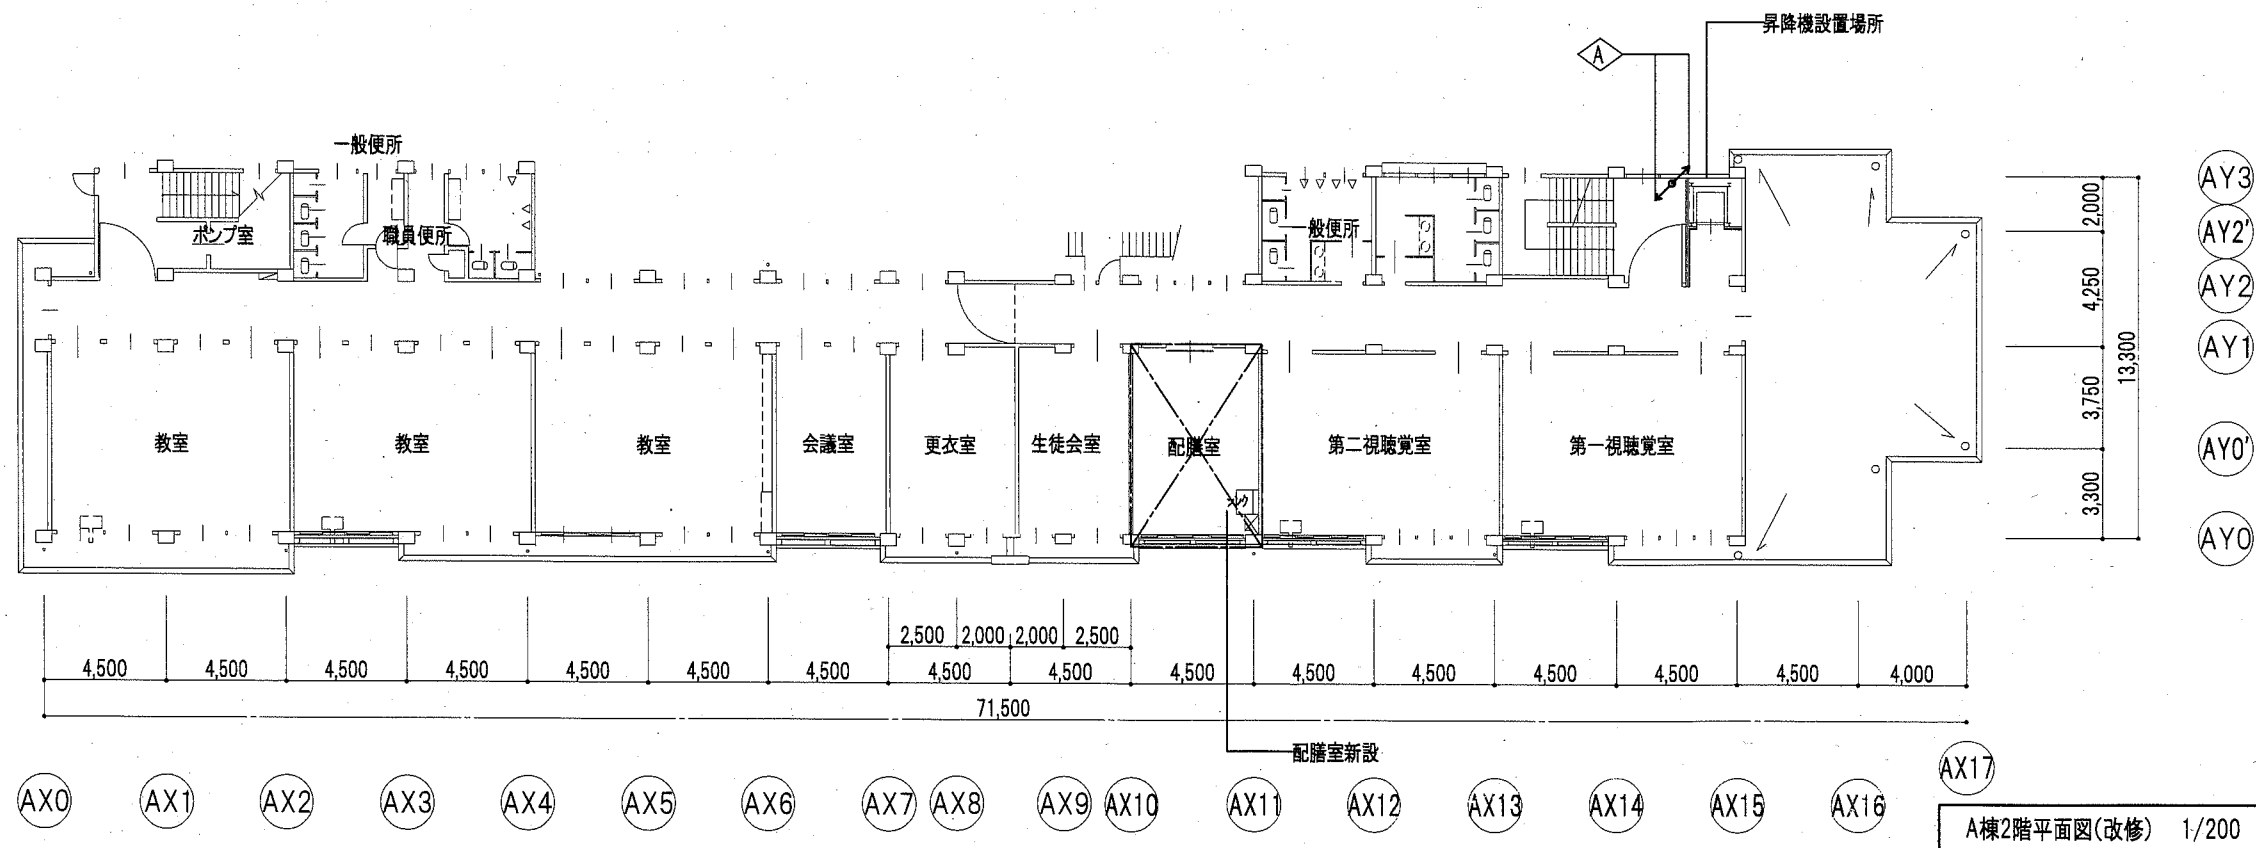 昇降機設置場所
A
一般便所
ポンプ室
職員便所
一般便所
AY3
AY2'
AY2
AY1
AY0'
AY0
2,000
4,250
3,750
3,300
13,300
教室
教室
教室
会議室
更衣室
生徒会室
配膳室
第二視聴覚室
第一視聴覚室
シンク
2,500 2,000 2,000 2,500
4,500 4,500 4,500 4,500 4,500 4,500 4,500 4,500 4,500 4,500 4,500 4,500 4,500 4,500 4,500 4,000
71,500
配膳室新設
AX0 AX1 AX2 AX3 AX4 AX5 AX6 AX7 AX8 AX9 AX10 AX11 AX12 AX13 AX14 AX15 AX16 AX17
A棟2階平面図(改修) 1/200